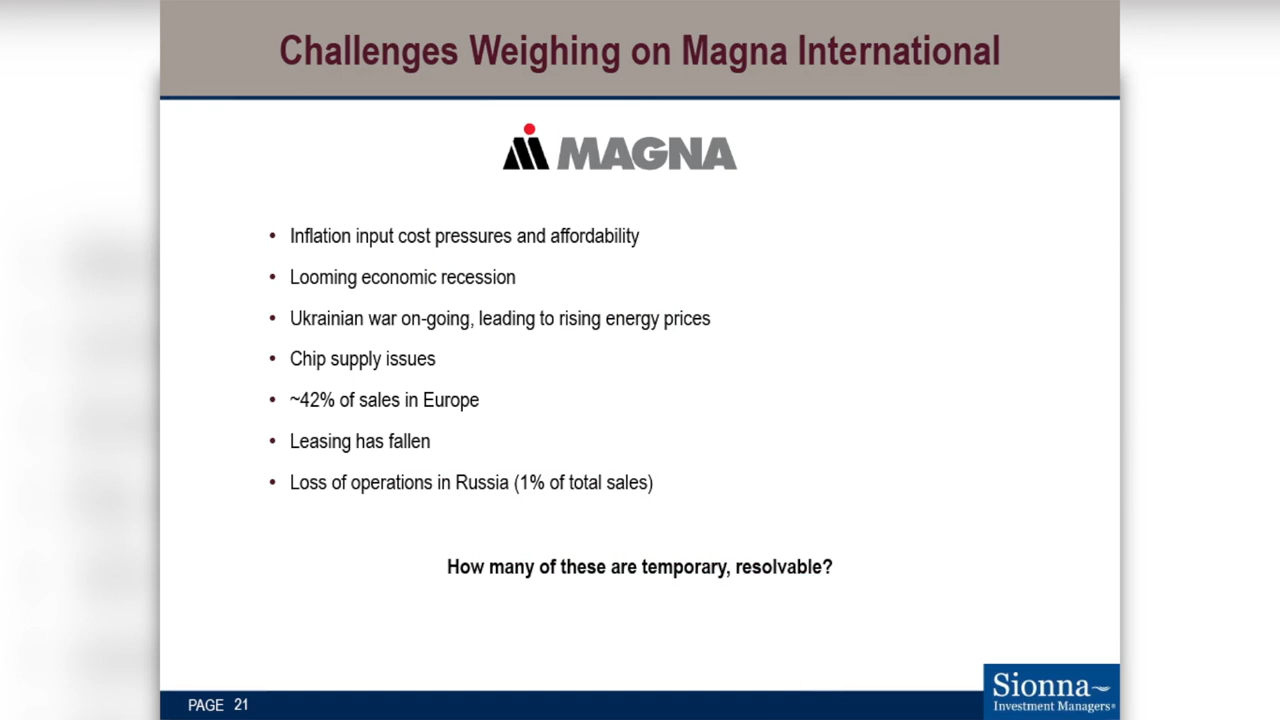 Challenges Weighing on Magna International
MAGNA
• Inflation input cost pressures and affordability
• Looming economic recession
• Ukrainian war on-going, leading to rising energy prices
• Chip supply issues
• ~42% of sales in Europe
• Leasing has fallen
• Loss of operations in Russia (1% of total sales)
How many of these are temporary, resolvable?
PAGE 21
Sionna
Investment Managers®